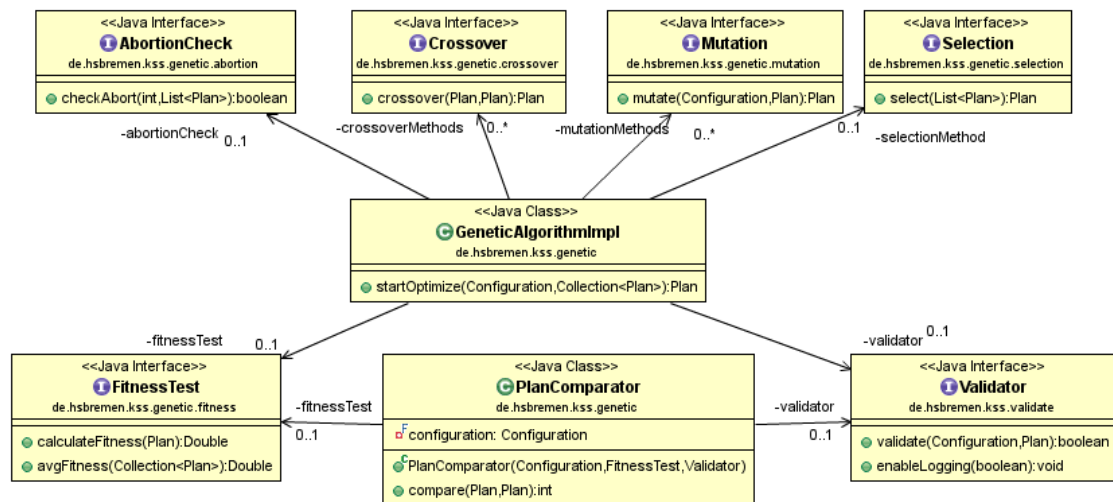 <<Java Interface>>
AbortionCheck
de.hsbremen.kss.genetic.abortion
checkAbort(int,List<Plan>):boolean
<<Java Interface>>
Crossover
de.hsbremen.kss.genetic.crossover
crossover(Plan,Plan):Plan
<<Java Interface>>
Mutation
de.hsbremen.kss.genetic.mutation
mutate(Configuration,Plan):Plan
<<Java Interface>>
Selection
de.hsbremen.kss.genetic.selection
select(List<Plan>):Plan
-abortionCheck
0..1
-crossoverMethods
0..*
-mutationMethods
0..*
0..1
-selectionMethod
<<Java Class>>
GeneticAlgorithmImpl
de.hsbremen.kss.genetic
startOptimize(Configuration,Collection<Plan>):Plan
-fitnessTest
0..1
-validator
0..1
<<Java Interface>>
FitnessTest
de.hsbremen.kss.genetic.fitness
calculateFitness(Plan):Double
avgFitness(Collection<Plan>):Double
-fitnessTest
0..1
<<Java Class>>
PlanComparator
de.hsbremen.kss.genetic
configuration: Configuration
PlanComparator(Configuration,FitnessTest,Validator)
compare(Plan,Plan):int
-validator
0..1
<<Java Interface>>
Validator
de.hsbremen.kss.validate
validate(Configuration,Plan):boolean
enableLogging(boolean):void